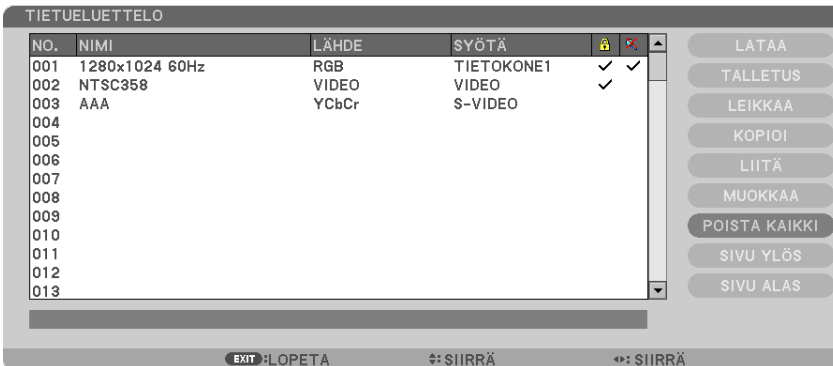 TIETUELUETTELO
NO. NIMI LÄHDE SYÖTÄ
001 1280x1024 60Hz RGB TIETOKONE1
002 NTSC358 VIDEO VIDEO
003 AAA YCbCr S-VIDEO
004
005
006
007
008
009
010
011
012
013
LATAA
TALLETUS
LEIKKAA
KOPIOI
LIITÄ
MUOKKAA
POISTA KAIKKI
SIVU YLÖS
SIVU ALAS
EXIT :LOPETA :SIIRRÄ :SIIRRÄ